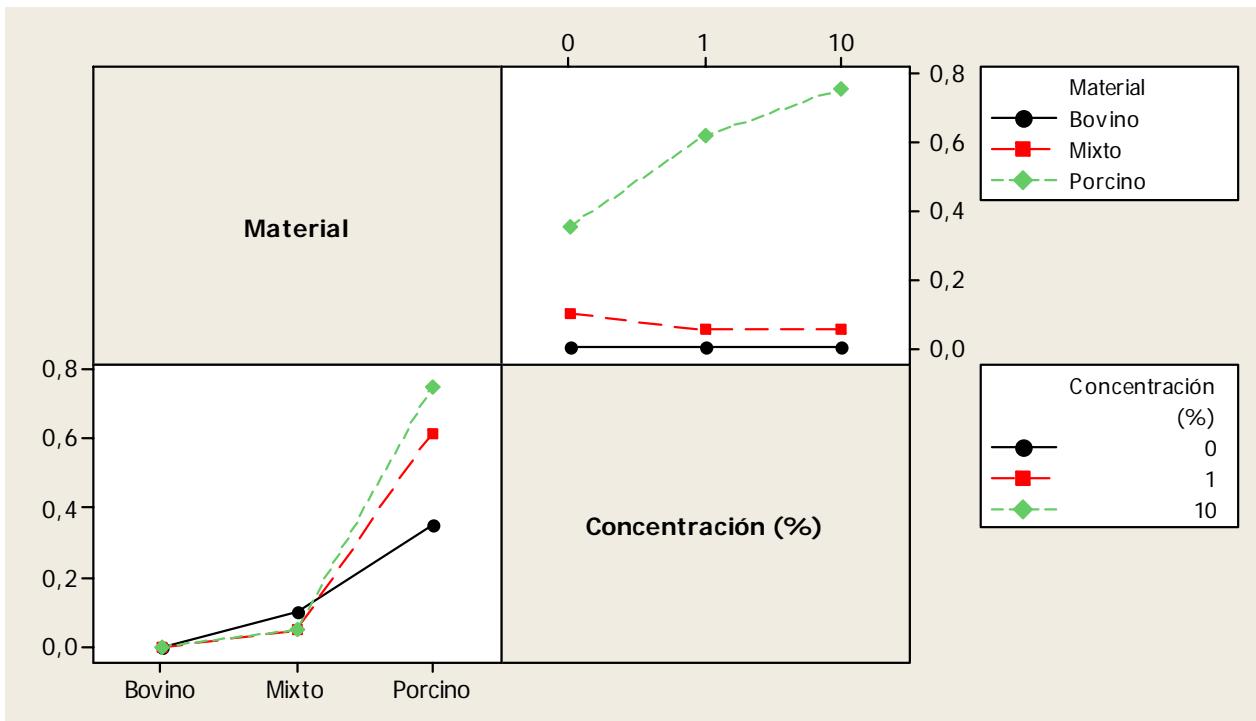 0 1 10
Material
0,8
0,6
0,4
0,2
0,0
Material
Bovino
Mixto
Porcino
0,8
0,6
0,4
0,2
0,0
Bovino Mixto Porcino
Concentración (%)
Concentración
(%)
0
1
10